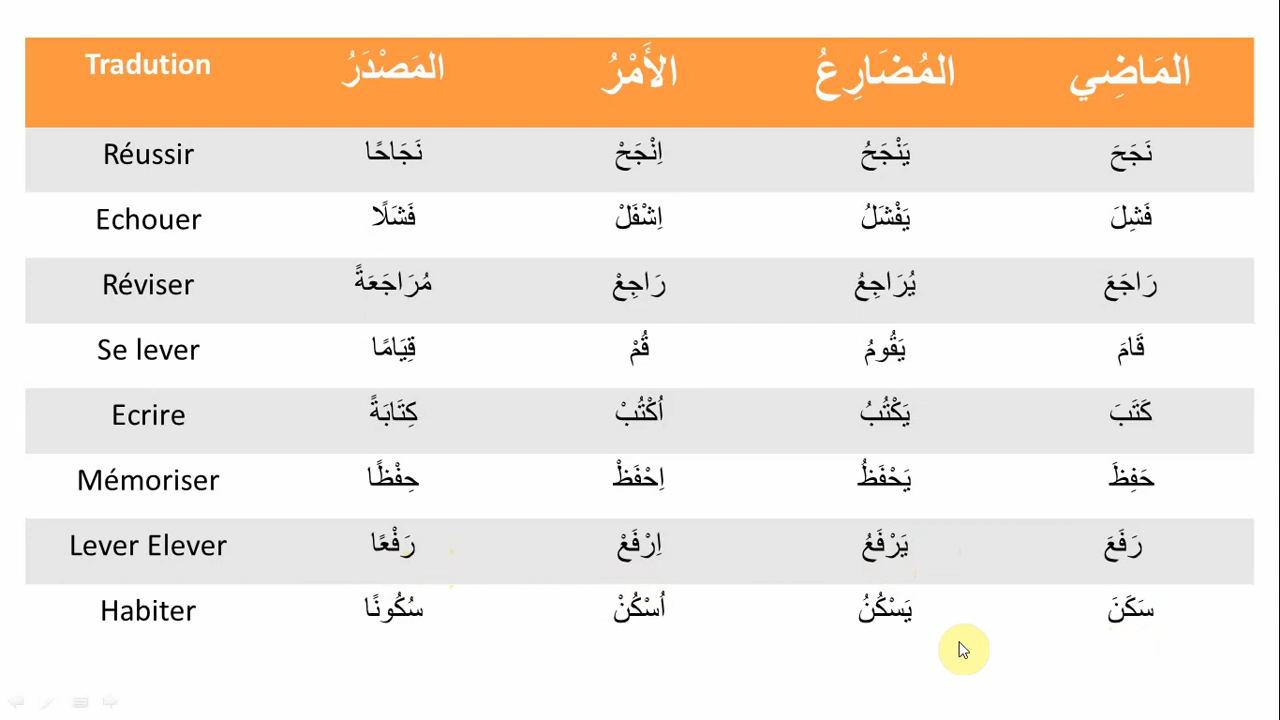 Tradution المَصْدَرُ الأَمْرُ المُضَارِعُ المَاضِي
Réussir نَجَاحًا اِنْجَحْ يَنْجَحُ نَجَحَ
Echouer فَشَلًا اِشْفَلْ يَفْشَلُ فَشِلَ
Réviser مُرَاجَعَةً رَاجِعْ يُرَاجِعُ رَاجَعَ
Se lever قِيَامًا قُمْ يَقُومُ قَامَ
Ecrire كِتَابَةً اُكْتُبْ يَكْتُبُ كَتَبَ
Mémoriser حِفْظًا اِحْفَظْ يَحْفَظُ حَفِظَ
Lever Elever رَفْعًا اِرْفَعْ يَرْفَعُ رَفَعَ
Habiter سُكُونًا اُسْكُنْ يَسْكُنُ سَكَنَ